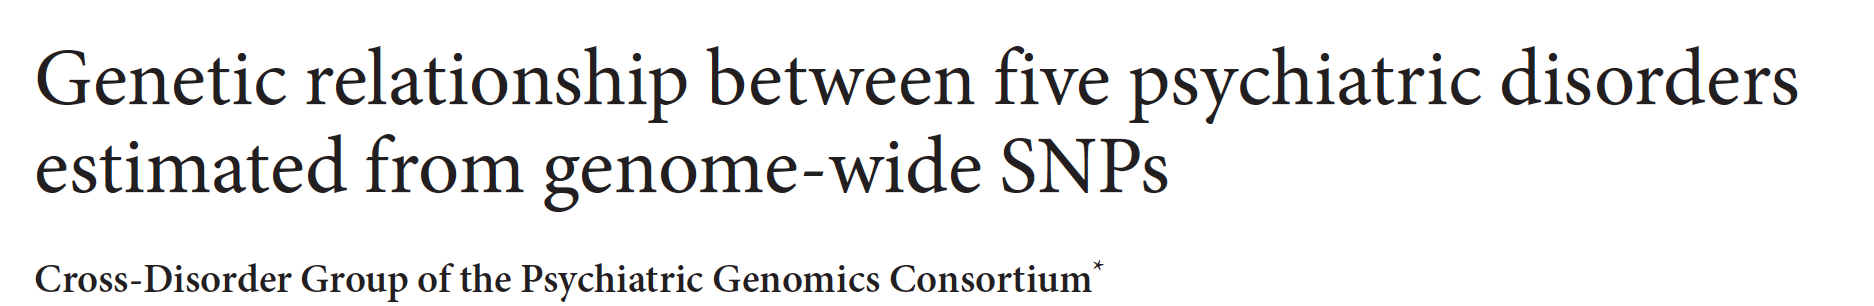 Genetic relationship between five psychiatric disorders
estimated from genome-wide SNPs
Cross-Disorder Group of the Psychiatric Genomics Consortium*